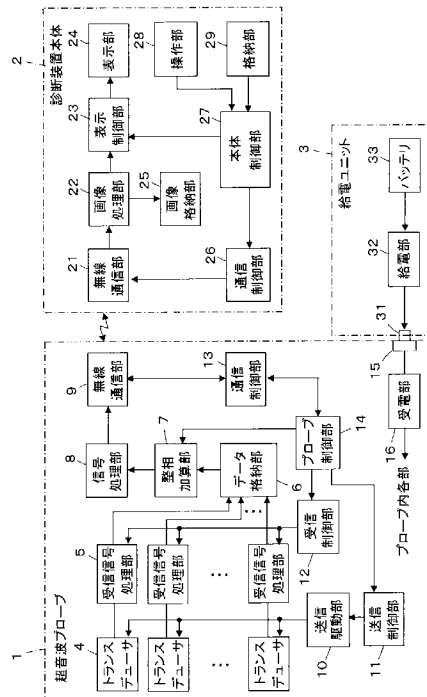 1
超音波プローブ
4
トランス
デューサ
トランス
デューサ
トランス
デューサ
5
受信信号
処理部
受信信号
処理部
受信信号
処理部
6
データ
格納部
7
整相
加算部
8
信号
処理部
9
無線
通信部
10
送信
駆動部
11
送信
制御部
12
受信
制御部
13
通信
制御部
14
プローブ
制御部
15
16
受電部
プローブ内各部
2
診断装置本体
21
無線
通信部
22
画像
処理部
23
表示
制御部
24
表示部
25
画像
格納部
26
通信
制御部
27
本体
制御部
28
操作部
29
格納部
3
給電ユニット
31
32
給電部
33
バッテリ